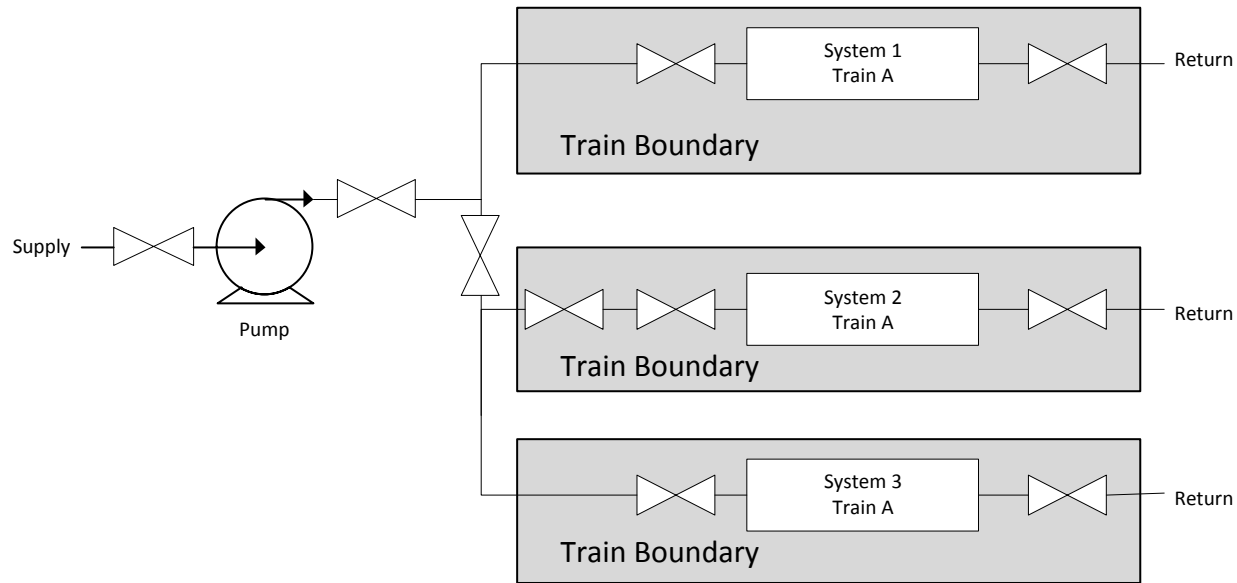 System 1
Train A
Return
Train Boundary
Supply
Pump
System 2
Train A
Return
Train Boundary
System 3
Train A
Return
Train Boundary